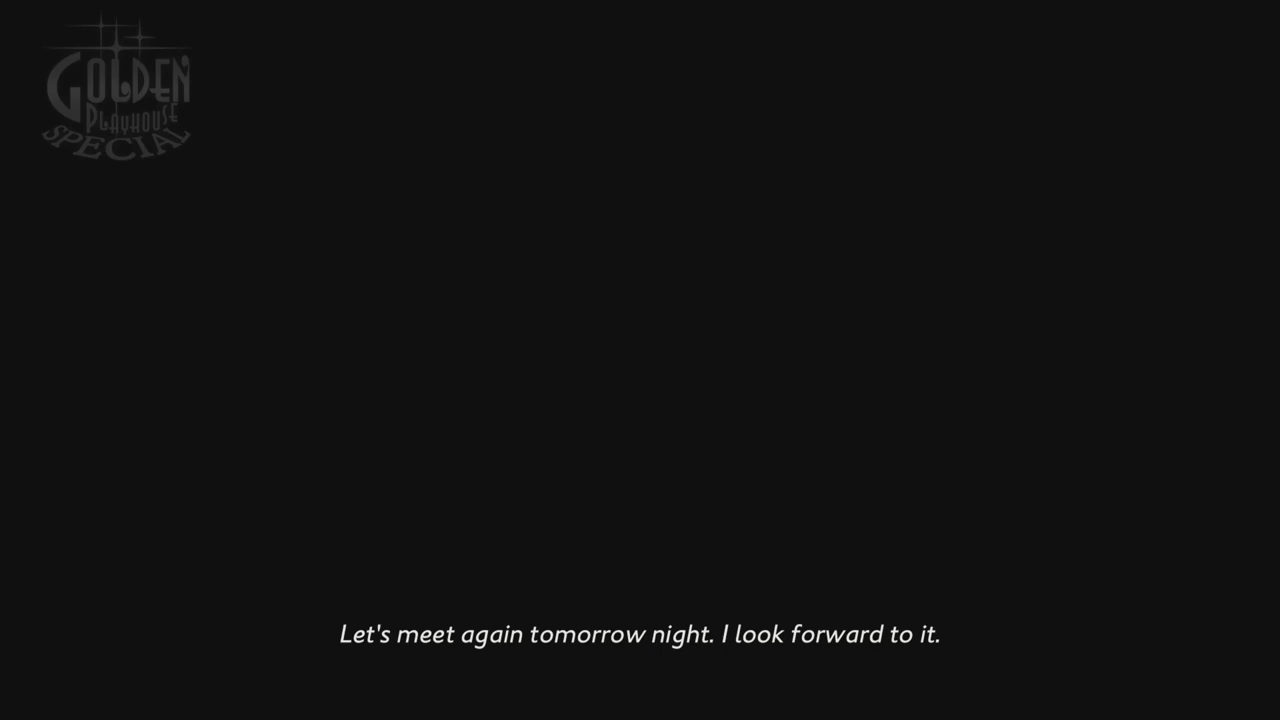 GOLDEN
PLAYHOUSE
SPECIAL
Let's meet again tomorrow night. I look forward to it.